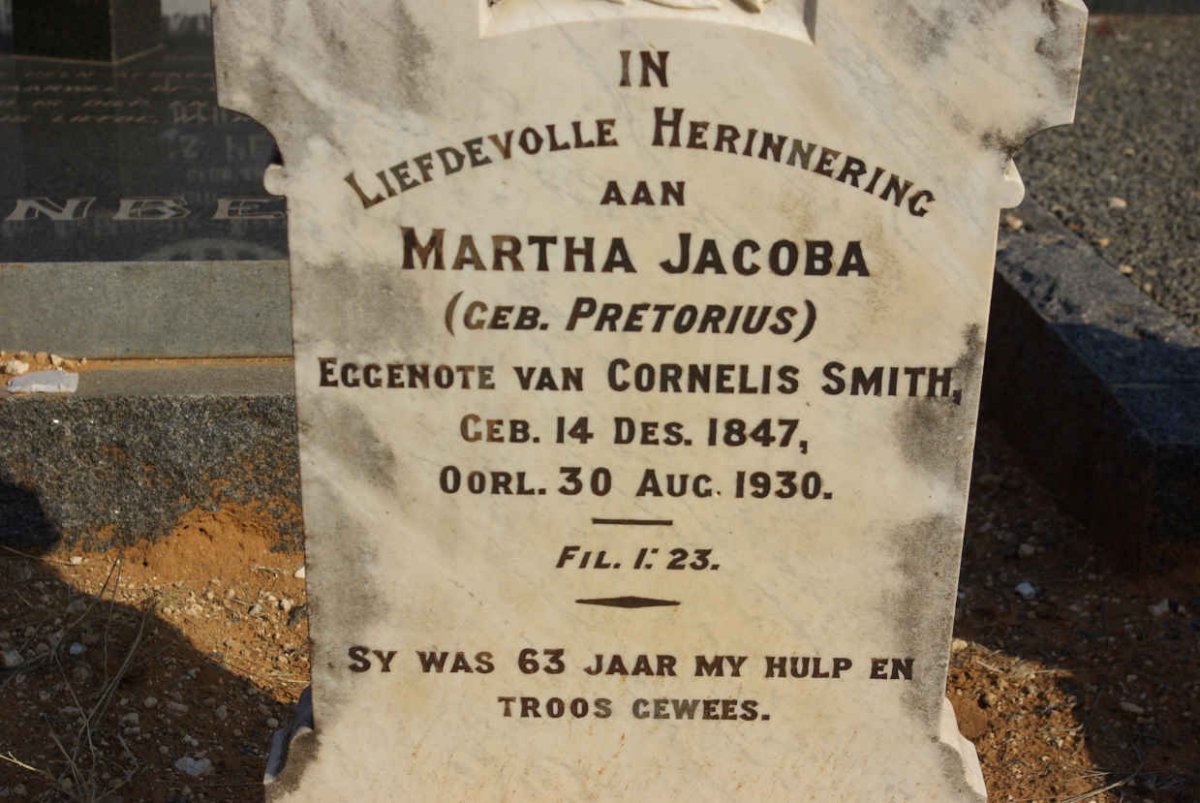 IN
LIEFDEVOLLE HERINNERING
AAN
MARTHA JACOBA
(GEB. PRETORIUS)
EGGENOTE VAN CORNELIS SMITH,
GEB. 14 DES. 1847,
OORL. 30 AUG. 1930.
FIL. 1: 23.
SY WAS 63 JAAR MY HULP EN
TROOS GEWEES.
NBE